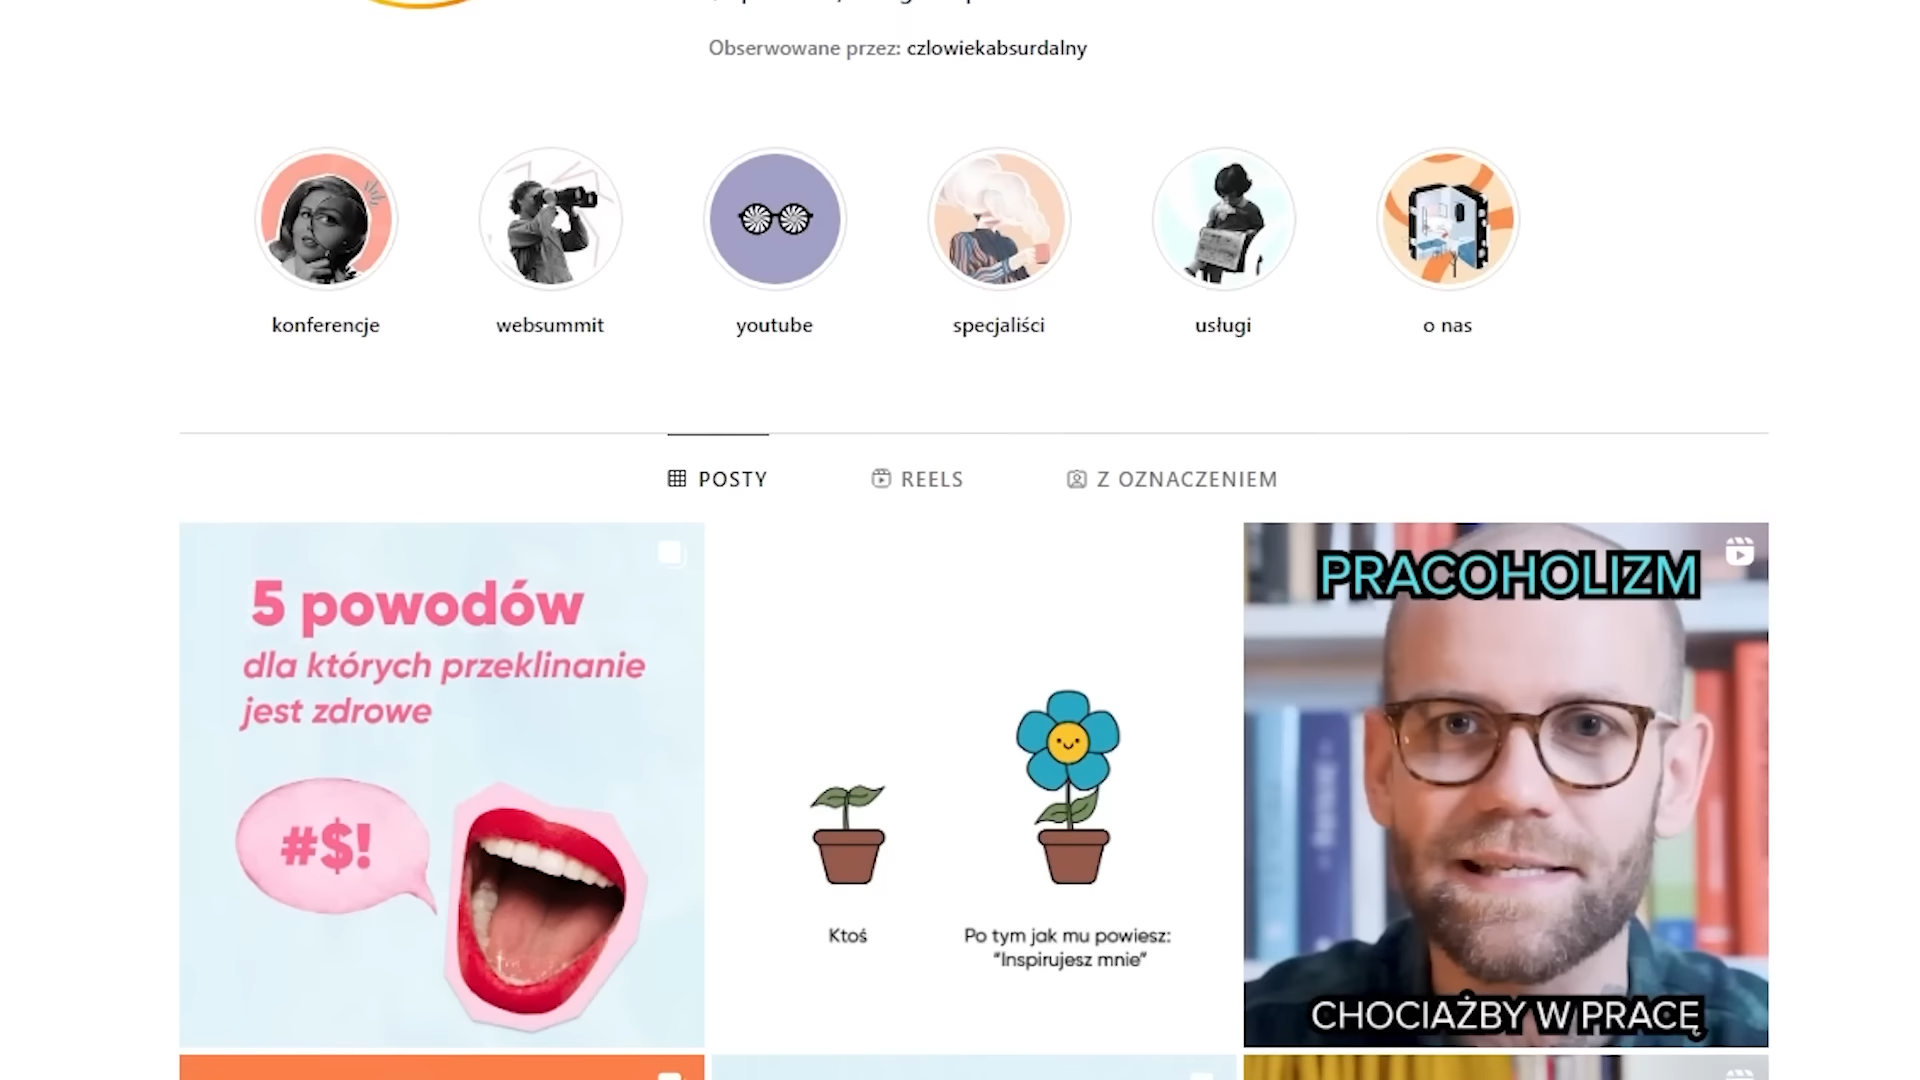 Obserwowane przez: czlowiekabsurdalny
konferencje
websummit
youtube
specjaliści
usługi
o nas
POSTY
REELS
Z OZNACZENIEM
5 powodów
dla których przeklinanie
jest zdrowe
#$!
Ktoś
Po tym jak mu powiesz:
"Inspirujesz mnie"
PRACOHOLIZM
CHOCIAŻBY W PRACĘ